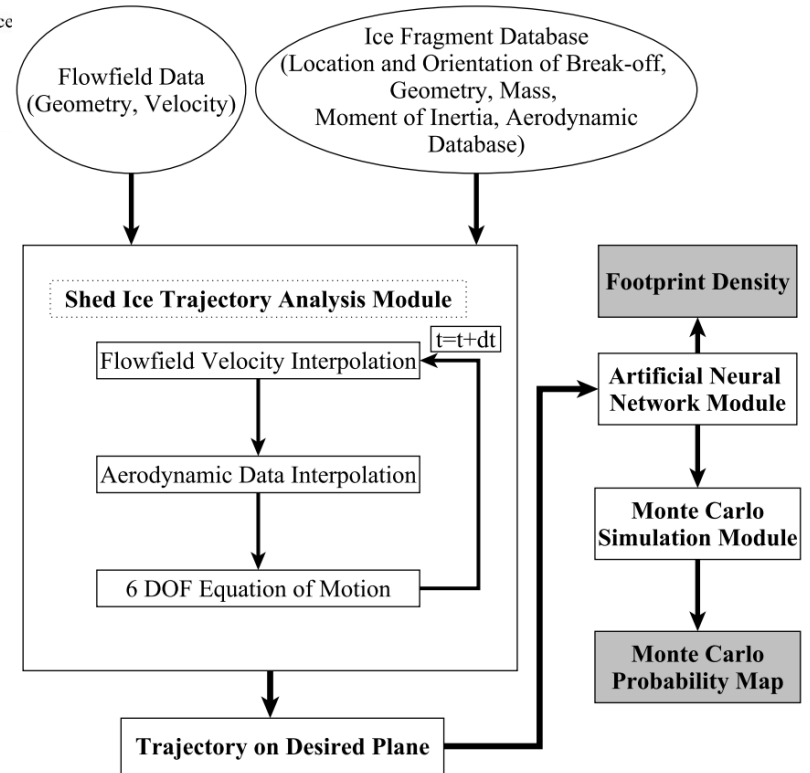 ce
Flowfield Data
(Geometry, Velocity)
Ice Fragment Database
(Location and Orientation of Break-off,
Geometry, Mass,
Moment of Inertia, Aerodynamic
Database)
Shed Ice Trajectory Analysis Module
t=t+dt
Flowfield Velocity Interpolation
Aerodynamic Data Interpolation
6 DOF Equation of Motion
Trajectory on Desired Plane
Footprint Density
Artificial Neural
Network Module
Monte Carlo
Simulation Module
Monte Carlo
Probability Map